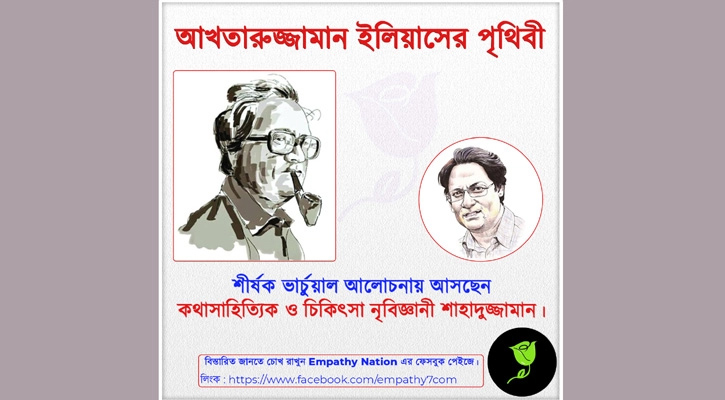 আখতারুজ্জামান ইলিয়াসের পৃথিবী
শীর্ষক ভার্চুয়াল আলোচনায় আসছেন
কথাসাহিত্যিক ও চিকিৎসা নৃবিজ্ঞানী শাহাদুজ্জামান।
বিস্তারিত জানতে চোখ রাখুন Empathy Nation এর ফেসবুক পেইজে।
লিংক : https://www.facebook.com/empathy7com